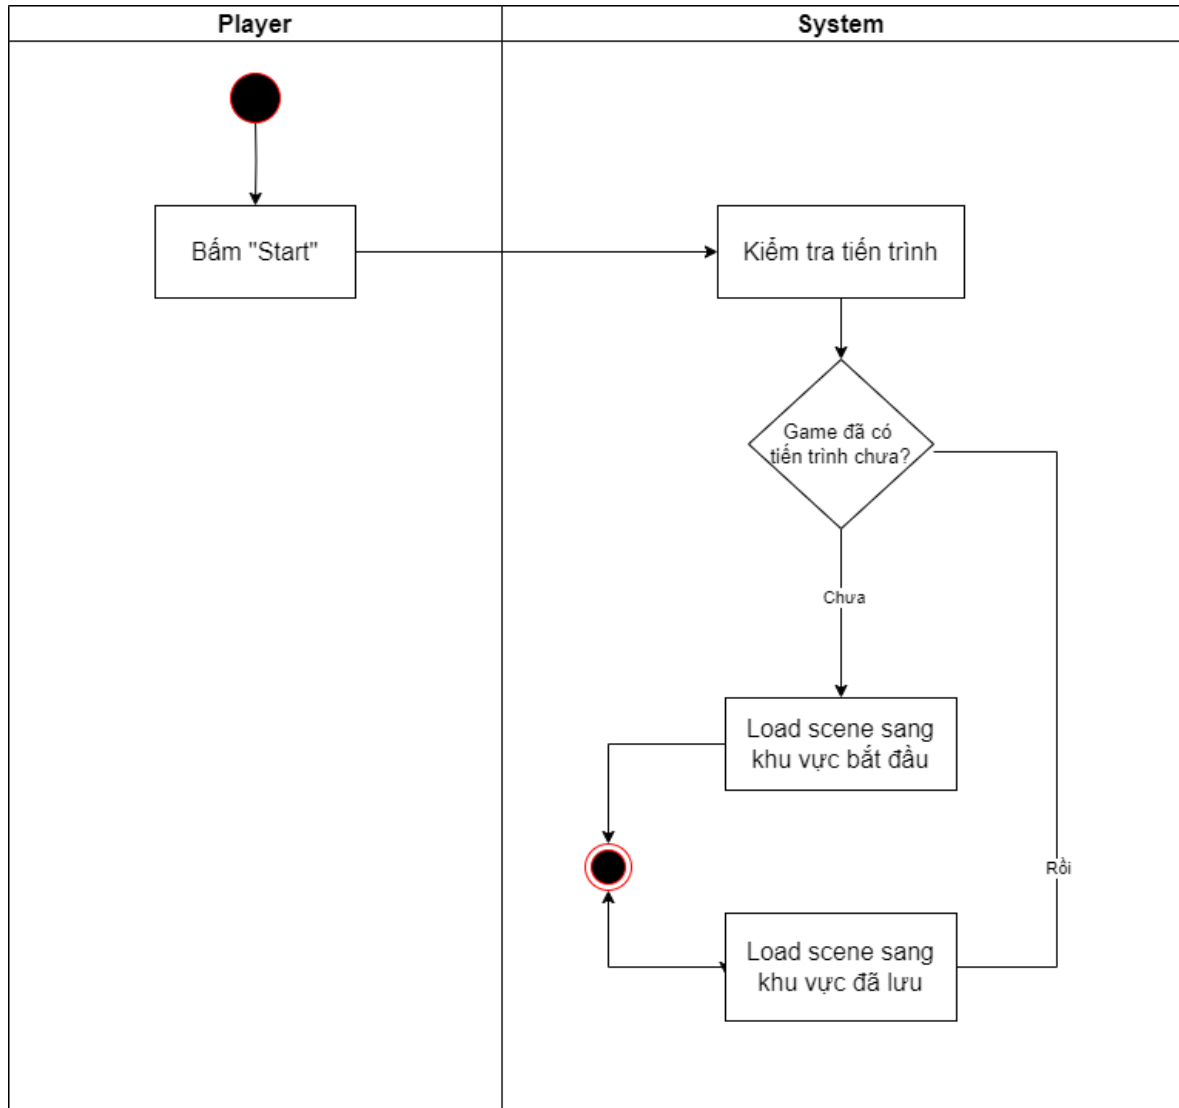 Player
System
Bấm "Start"
Kiểm tra tiến trình
Game đã có
tiến trình chưa?
Chưa
Load scene sang
khu vực bắt đầu
Rồi
Load scene sang
khu vực đã lưu